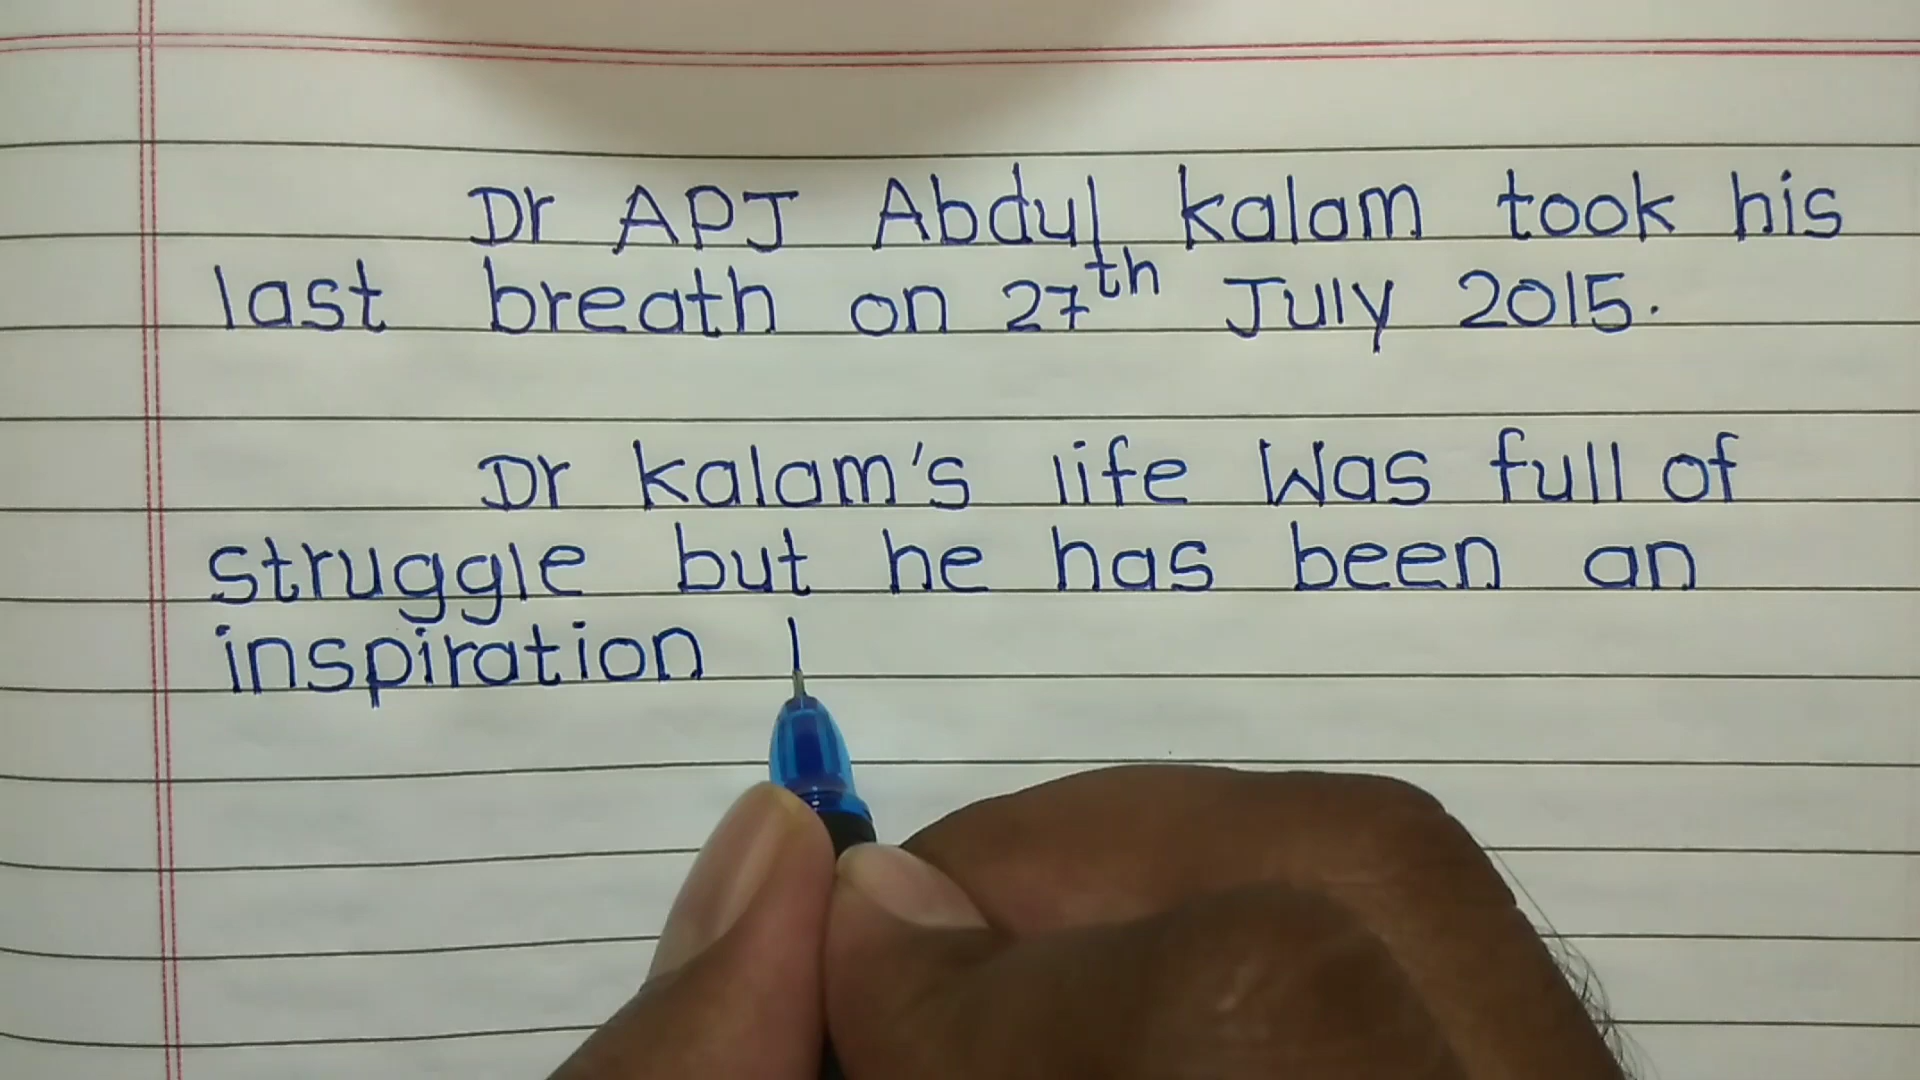 Dr APJ Abdul kalam took his
last breath on 27th July 2015.
Dr kalam's life was full of
struggle but he has been an
inspiration